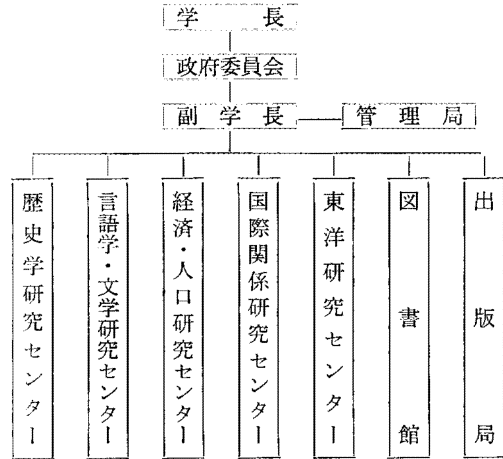 学長
政府委員会
副学長
管理局
歴史学研究センター
言語学・文学研究センター
経済・人口研究センター
国際関係研究センター
東洋研究センター
図書館
出版局